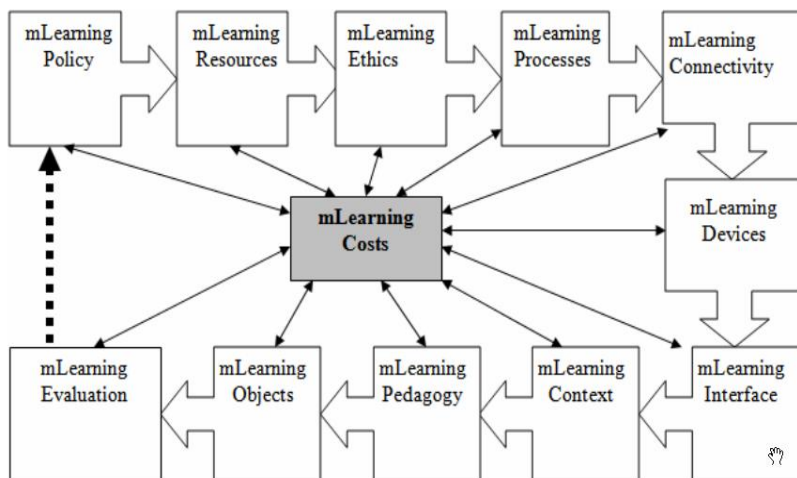 mLearning
Policy
mLearning
Resources
mLearning
Ethics
mLearning
Processes
mLearning
Connectivity
mLearning
Costs
mLearning
Devices
mLearning
Evaluation
mLearning
Objects
mLearning
Pedagogy
mLearning
Context
mLearning
Interface